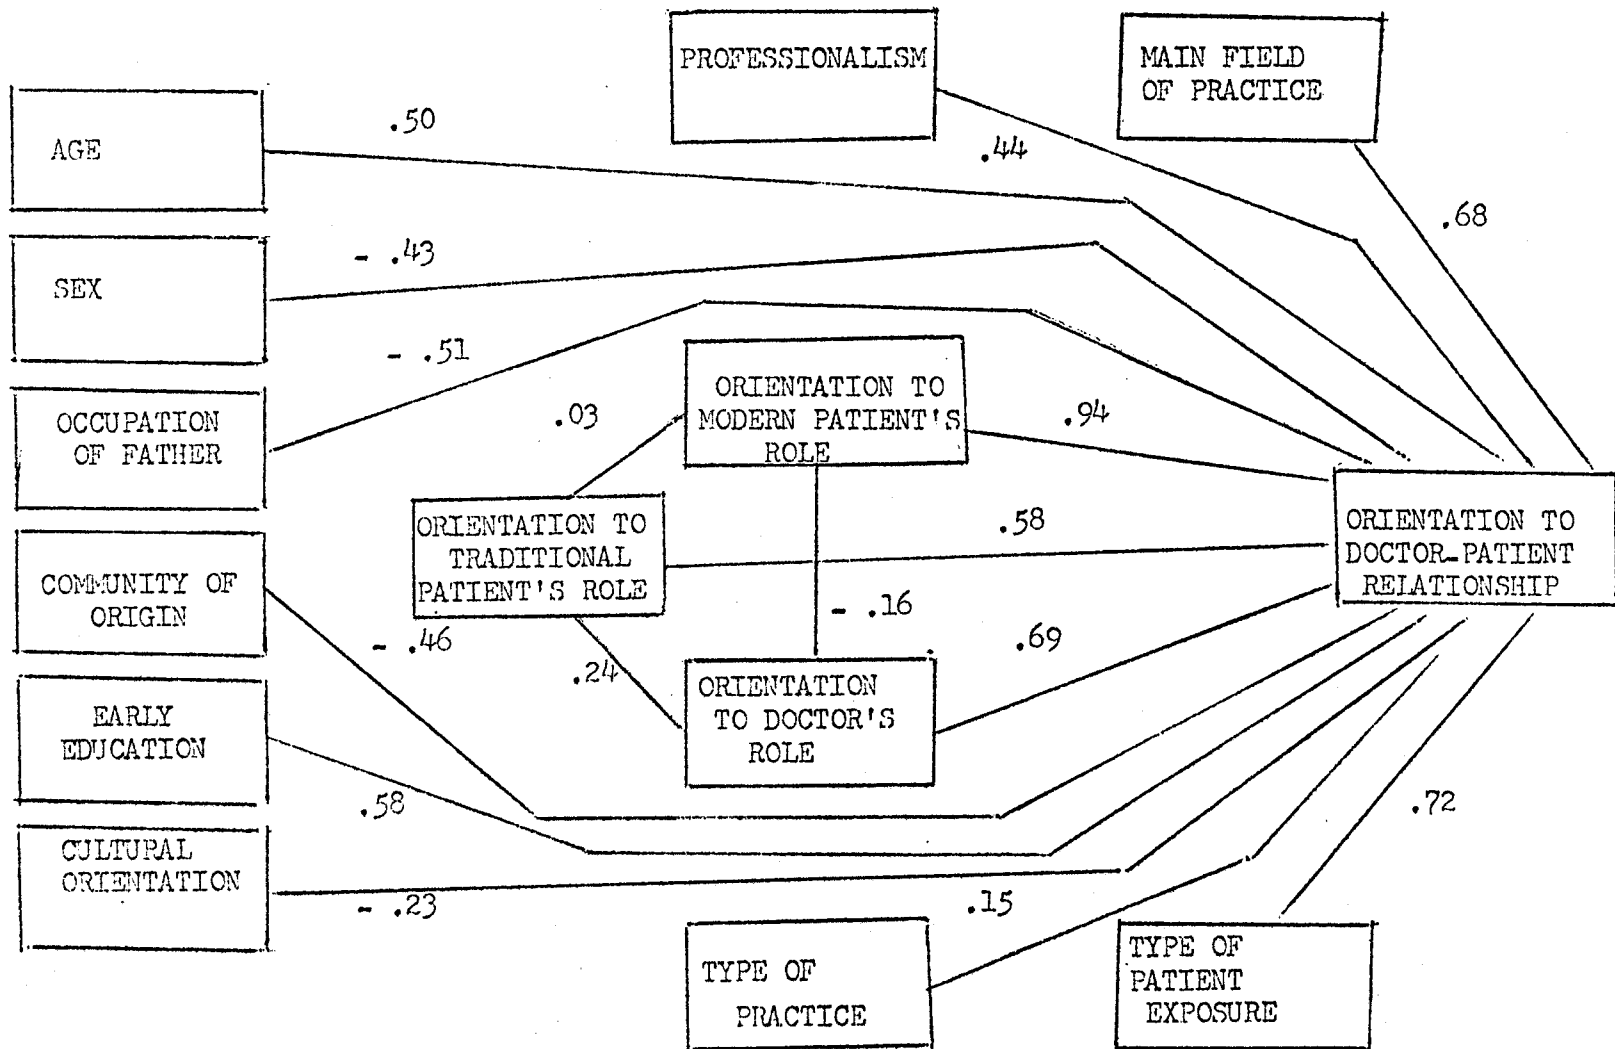 PROFESSIONALISM
MAIN FIELD
OF PRACTICE
.50
AGE
.44
.68
- .43
SEX
- .51
OCCUPATION
OF FATHER
.03
ORIENTATION TO
MODERN PATIENT'S
ROLE
.94
ORIENTATION TO
TRADITIONAL
PATIENT'S ROLE
.58
ORIENTATION TO
DOCTOR-PATIENT
RELATIONSHIP
COMMUNITY OF
ORIGIN
- .46
- .16
.24
.69
ORIENTATION
TO DOCTOR'S
ROLE
EARLY
EDUCATION
.58
.72
CULTURAL
ORIENTATION
- .23
.15
TYPE OF
PRACTICE
TYPE OF
PATIENT
EXPOSURE